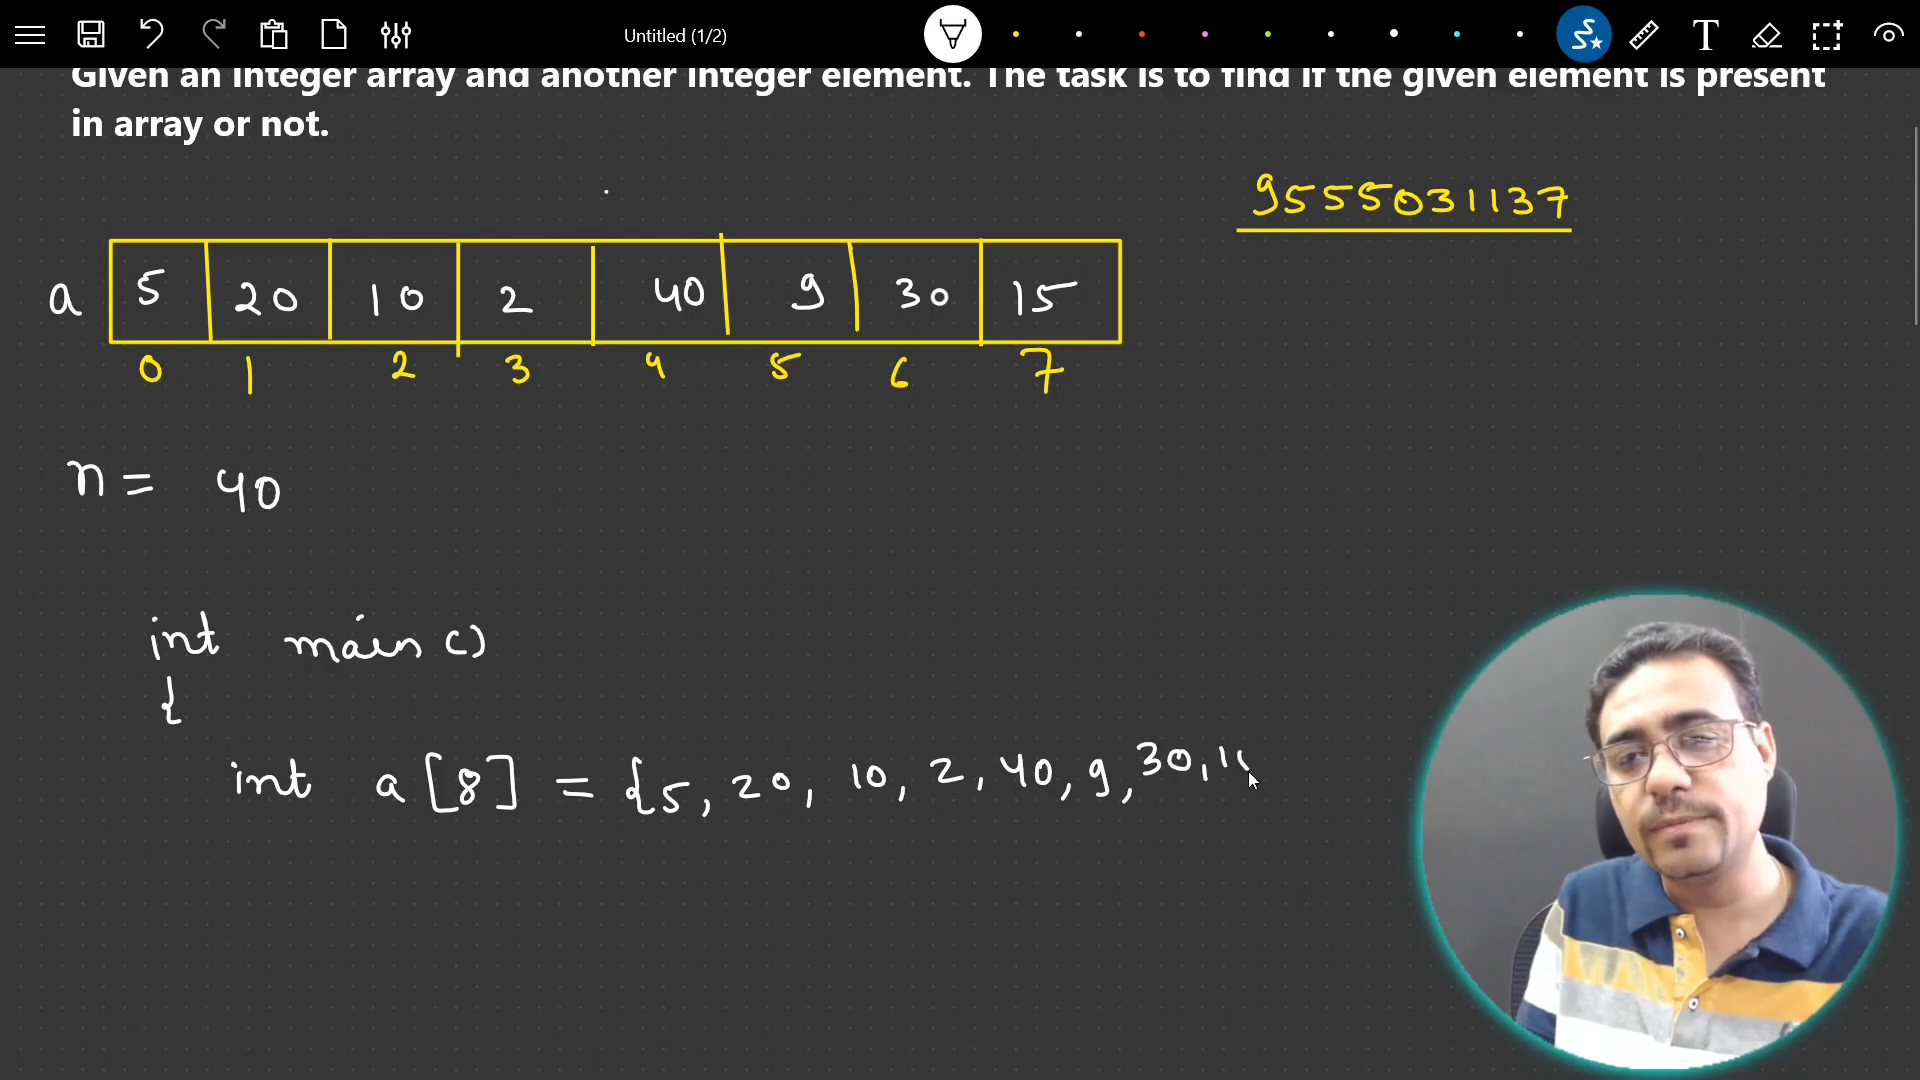 Untitled (1/2)
T
Given an integer array and another integer element. The task is to find if the given element is present
in array or not.
9555031137
a 5 20 10 2 40 9 30 15
0 1 2 3 4 5 6 7
n = 40
int main()
{
int a[8] = {5, 20, 10, 2, 40, 9, 30, 1